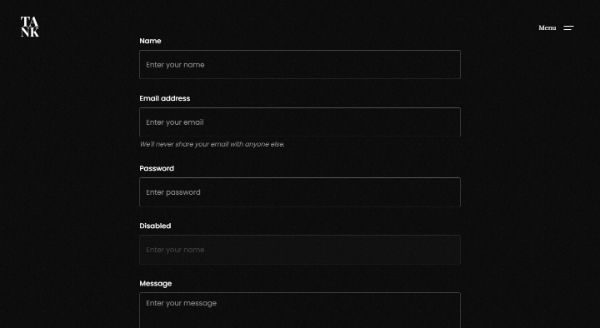 TA
NK
Menu
Name
Enter your name
Email address
Enter your email
We'll never share your email with anyone else.
Password
Enter password
Disabled
Enter your name
Message
Enter your message